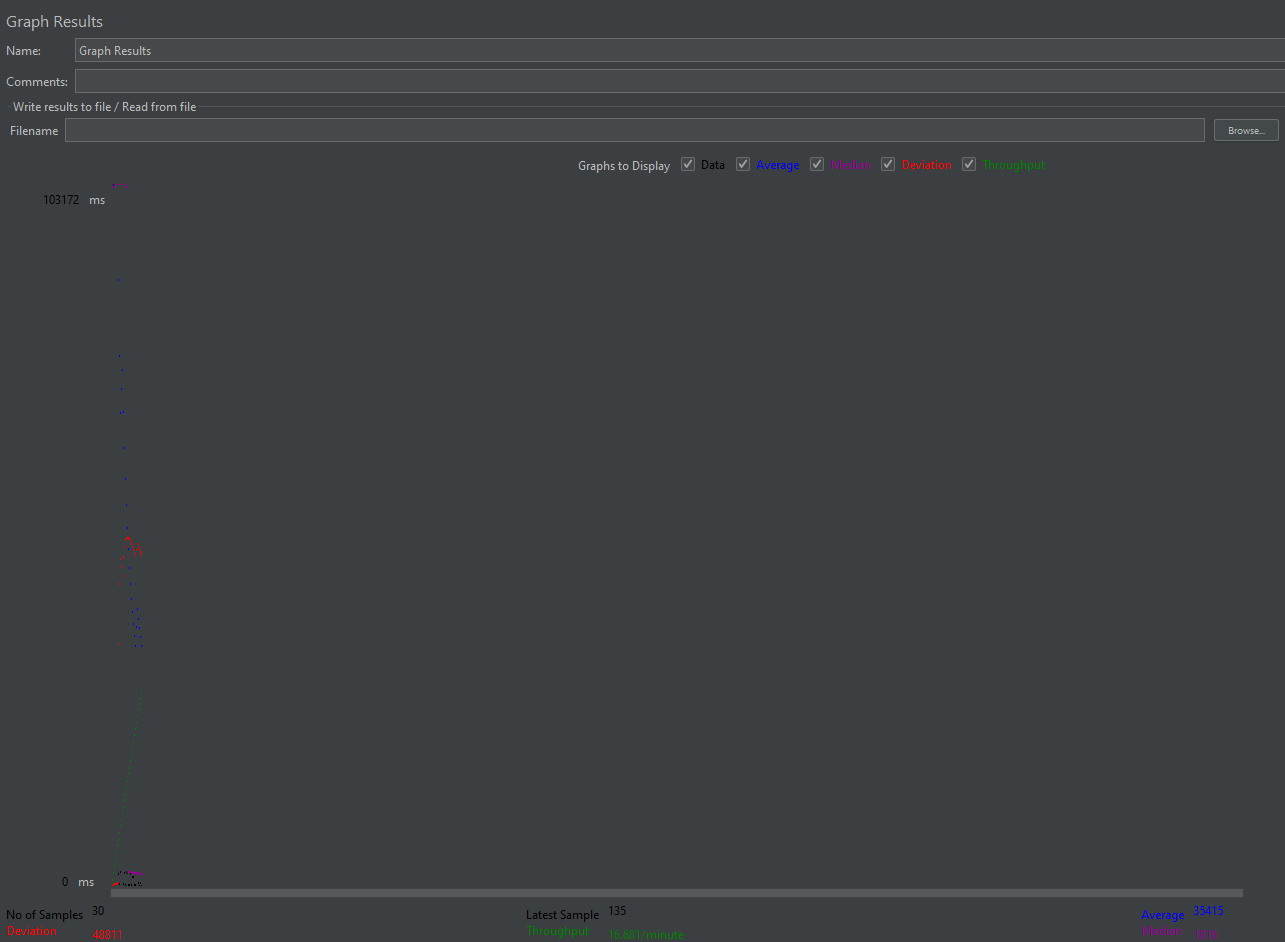 Graph Results
Name: Graph Results
Comments:
Write results to file / Read from file
Filename Browse...
Graphs to Display Data Average Median Deviation Throughput
103172 ms
0 ms
No of Samples 30 Latest Sample 135 Average 35415
Deviation 48811 Throughput 16.681/minute Median